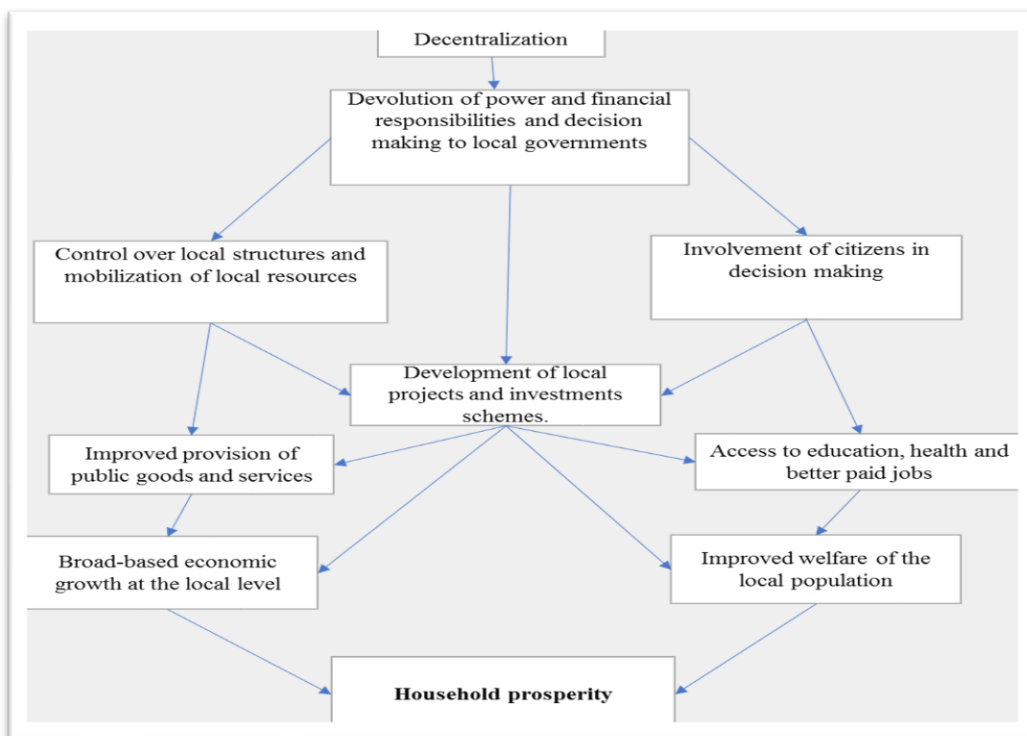 Decentralization
Devolution of power and financial
responsibilities and decision
making to local governments
Control over local structures and
mobilization of local resources
Involvement of citizens in
decision making
Development of local
projects and investments
schemes.
Improved provision of
public goods and services
Access to education, health and
better paid jobs
Broad-based economic
growth at the local level
Improved welfare of the
local population
Household prosperity